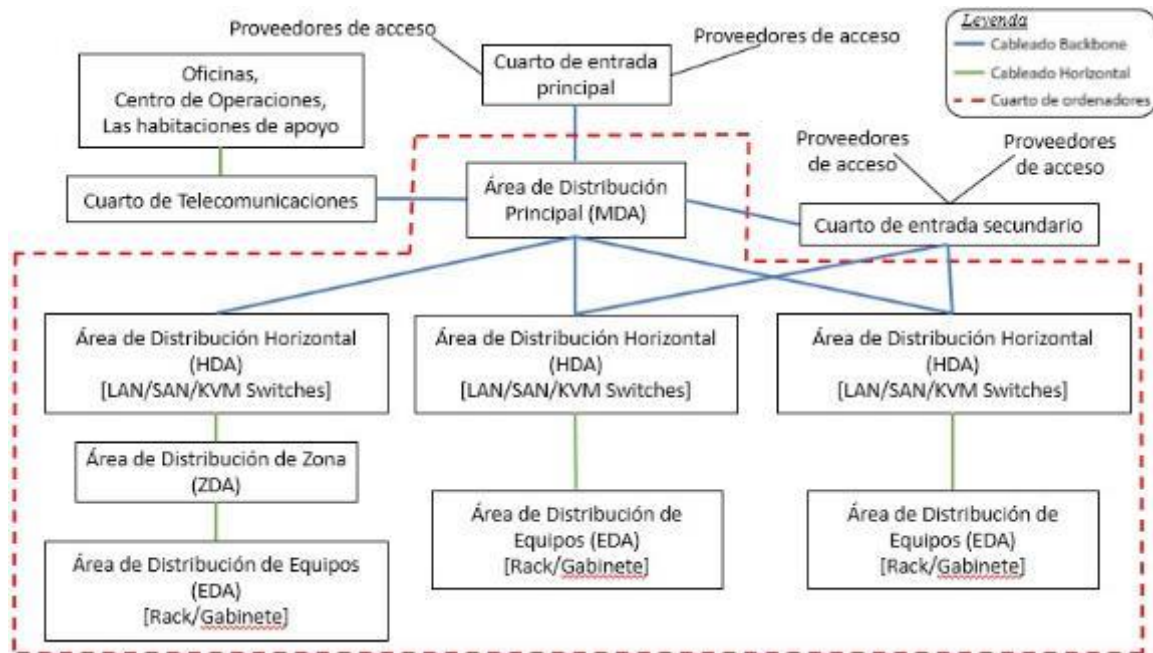 Proveedores de acceso
Proveedores de acceso
Cuarto de entrada
principal
Leyenda
Cableado Backbone
Cableado Horizontal
Cuarto de ordenadores
Oficinas,
Centro de Operaciones,
Las habitaciones de apoyo
Proveedores
de acceso
Proveedores
de acceso
Cuarto de Telecomunicaciones
Área de Distribución
Principal (MDA)
Cuarto de entrada secundario
Área de Distribución Horizontal
(HDA)
[LAN/SAN/KVM Switches]
Área de Distribución Horizontal
(HDA)
[LAN/SAN/KVM Switches]
Área de Distribución Horizontal
(HDA)
[LAN/SAN/KVM Switches]
Área de Distribución de Zona
(ZDA)
Área de Distribución de Equipos
(EDA)
[Rack/Gabinete]
Área de Distribución de
Equipos (EDA)
[Rack/Gabinete]
Área de Distribución de
Equipos (EDA)
[Rack/Gabinete]